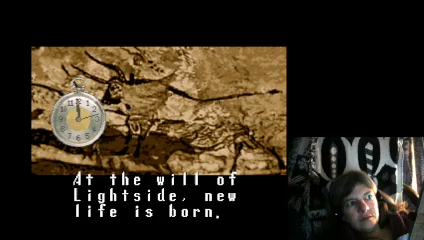 At the will of
Lightside, new
life is born.